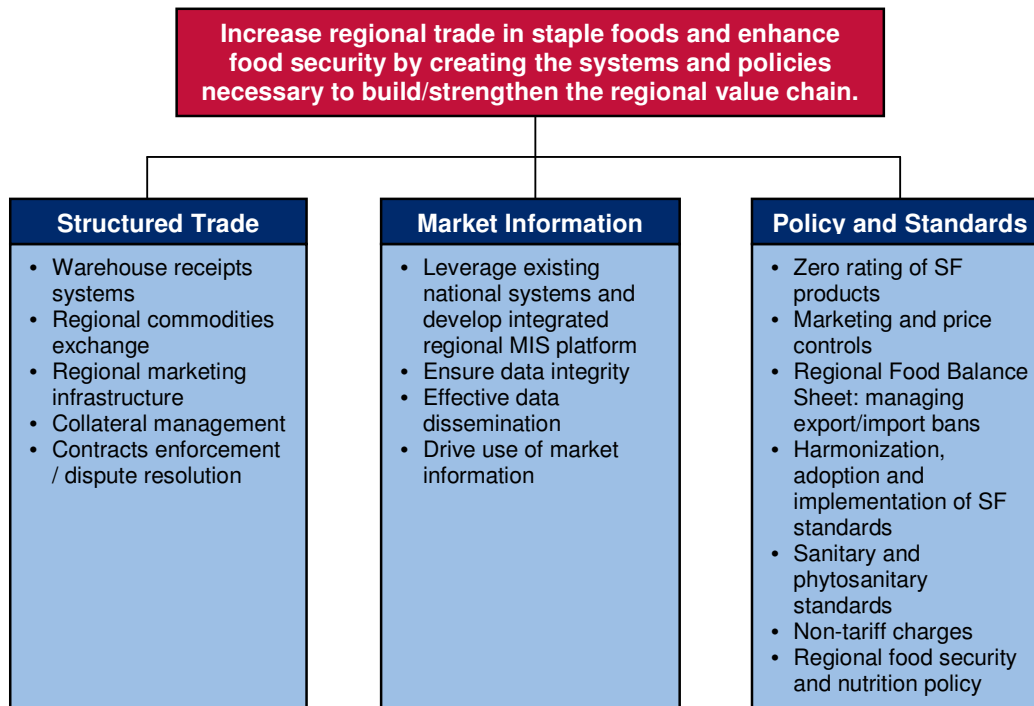 Increase regional trade in staple foods and enhance
food security by creating the systems and policies
necessary to build/strengthen the regional value chain.
Structured Trade
• Warehouse receipts
systems
• Regional commodities
exchange
• Regional marketing
infrastructure
• Collateral management
• Contracts enforcement
/ dispute resolution
Market Information
• Leverage existing
national systems and
develop integrated
regional MIS platform
• Ensure data integrity
• Effective data
dissemination
• Drive use of market
information
Policy and Standards
• Zero rating of SF
products
• Marketing and price
controls
• Regional Food Balance
Sheet: managing
export/import bans
• Harmonization,
adoption and
implementation of SF
standards
• Sanitary and
phytosanitary
standards
• Non-tariff charges
• Regional food security
and nutrition policy